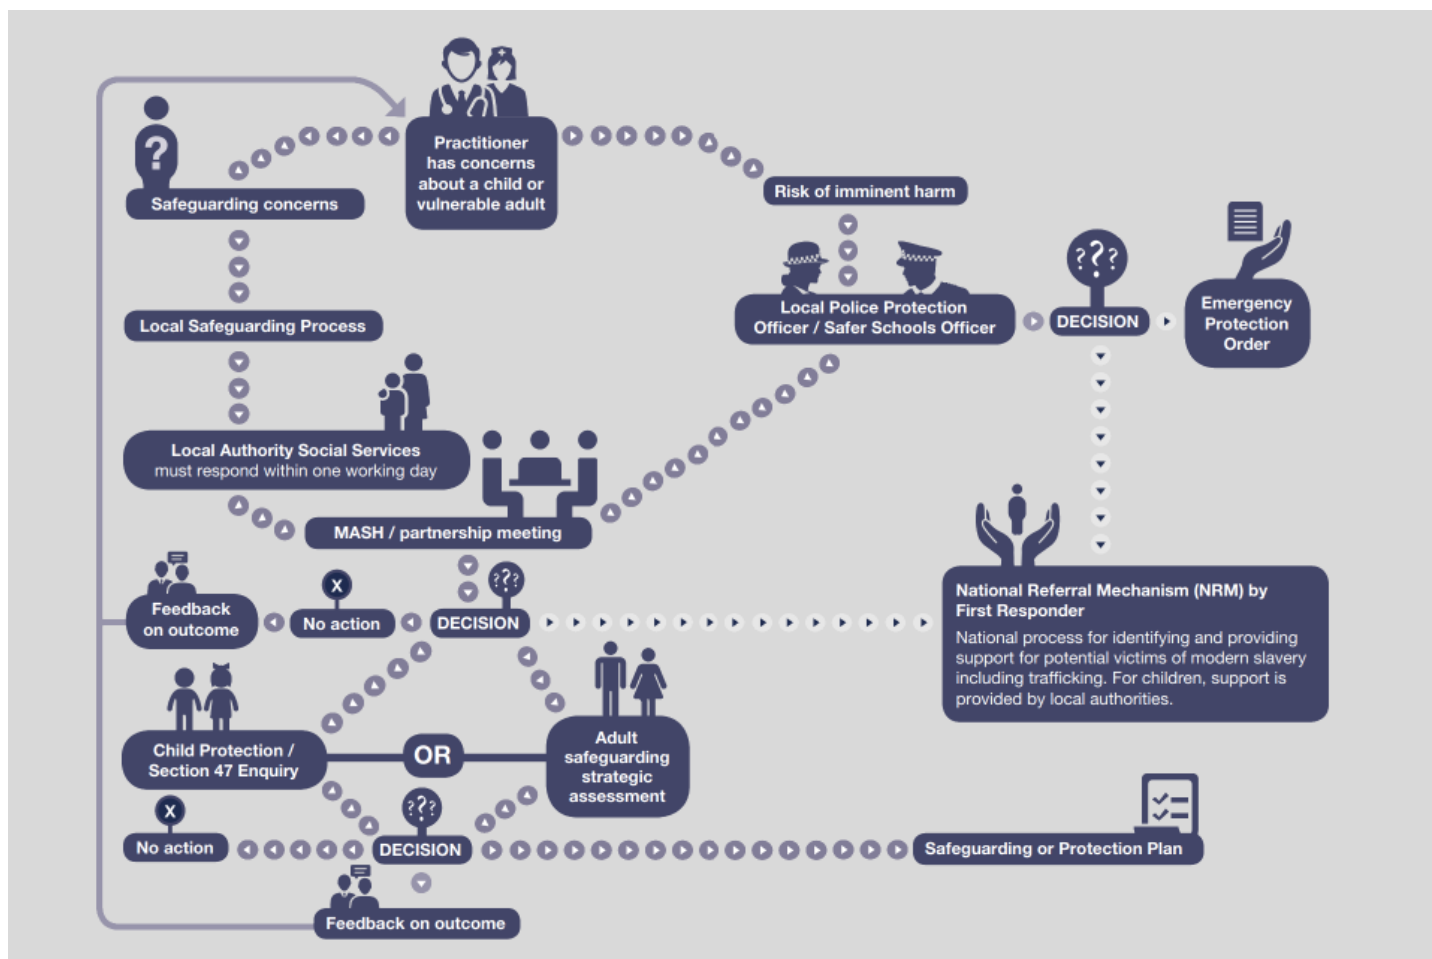 Practitioner
has concerns
about a child or
vulnerable adult
?
Safeguarding concerns
Risk of imminent harm
Local Safeguarding Process
Local Police Protection
Officer / Safer Schools Officer
???
DECISION
Emergency
Protection
Order
Local Authority Social Services
must respond within one working day
MASH / partnership meeting
???
DECISION
X
No action
Feedback
on outcome
National Referral Mechanism (NRM) by
First Responder
National process for identifying and providing
support for potential victims of modern slavery
including trafficking. For children, support is
provided by local authorities.
Child Protection /
Section 47 Enquiry
OR
Adult
safeguarding
strategic
assessment
X
No action
???
DECISION
Safeguarding or Protection Plan
Feedback on outcome